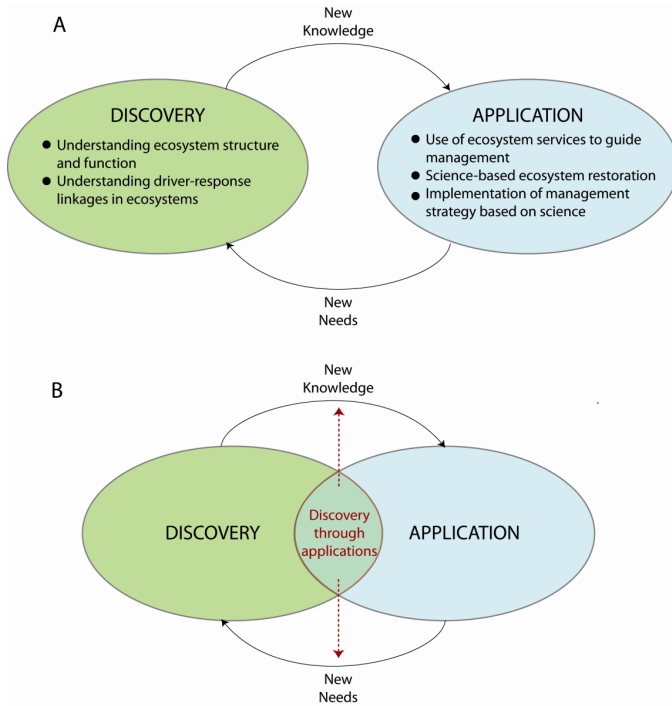 A
New
Knowledge
DISCOVERY
● Understanding ecosystem structure
and function
● Understanding driver-response
linkages in ecosystems
APPLICATION
● Use of ecosystem services to guide
management
● Science-based ecosystem restoration
● Implementation of management
strategy based on science
New
Needs
B
New
Knowledge
DISCOVERY
Discovery
through
applications
APPLICATION
New
Needs